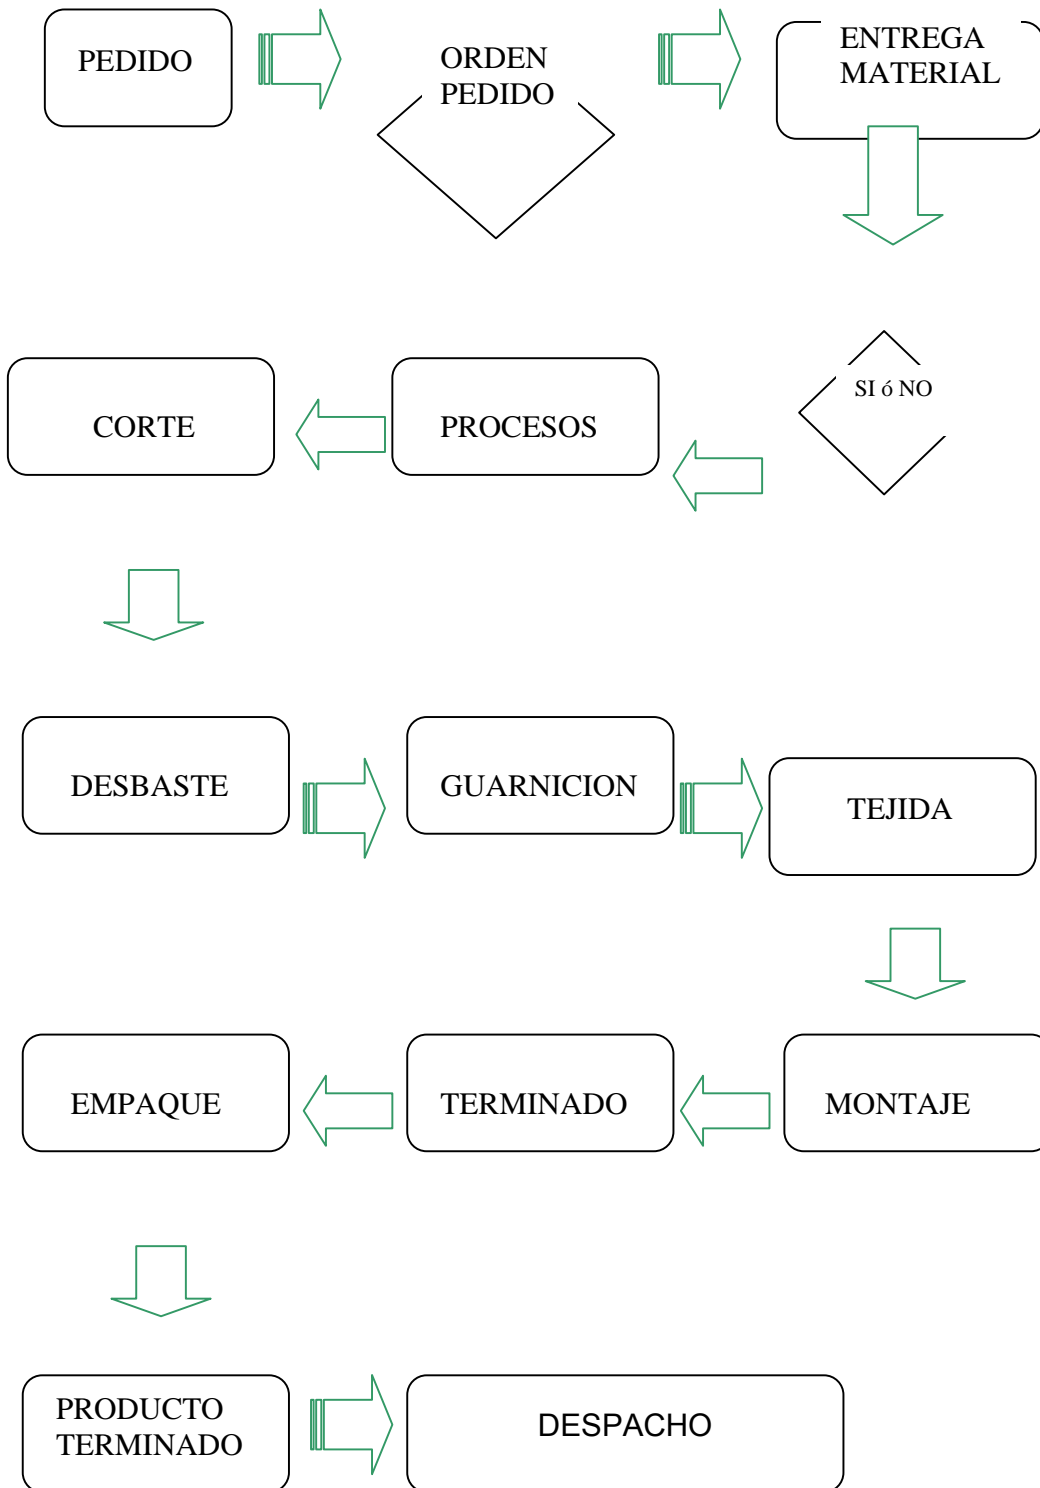 PEDIDO
ORDEN
PEDIDO
ENTREGA
MATERIAL
SI ó NO
PROCESOS
CORTE
DESBASTE
GUARNICION
TEJIDA
MONTAJE
TERMINADO
EMPAQUE
PRODUCTO
TERMINADO
DESPACHO